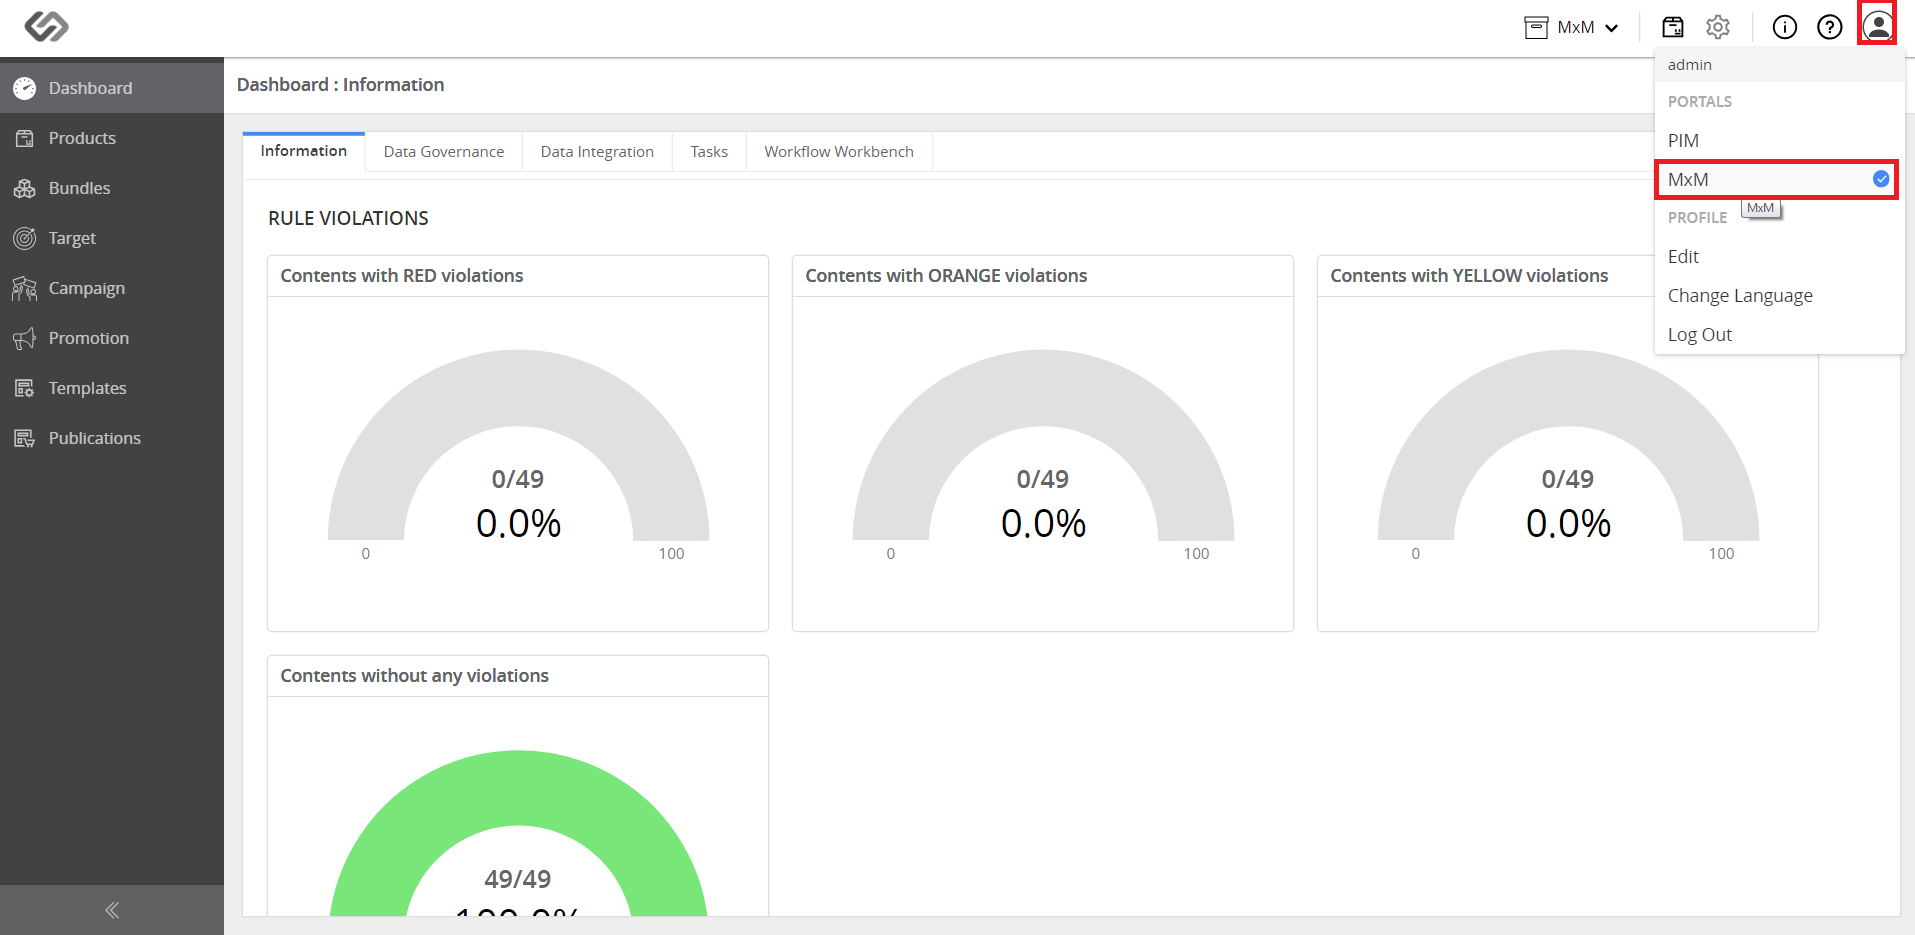 MxM
admin
PORTALS
PIM
MxM
MxM
PROFILE
Edit
Change Language
Log Out
Dashboard
Products
Bundles
Target
Campaign
Promotion
Templates
Publications
Dashboard : Information
Information
Data Governance
Data Integration
Tasks
Workflow Workbench
RULE VIOLATIONS
Contents with RED violations
0/49
0.0%
0 100
Contents with ORANGE violations
0/49
0.0%
0 100
Contents with YELLOW violations
0/49
0.0%
0 100
Contents without any violations
49/49
100.0%